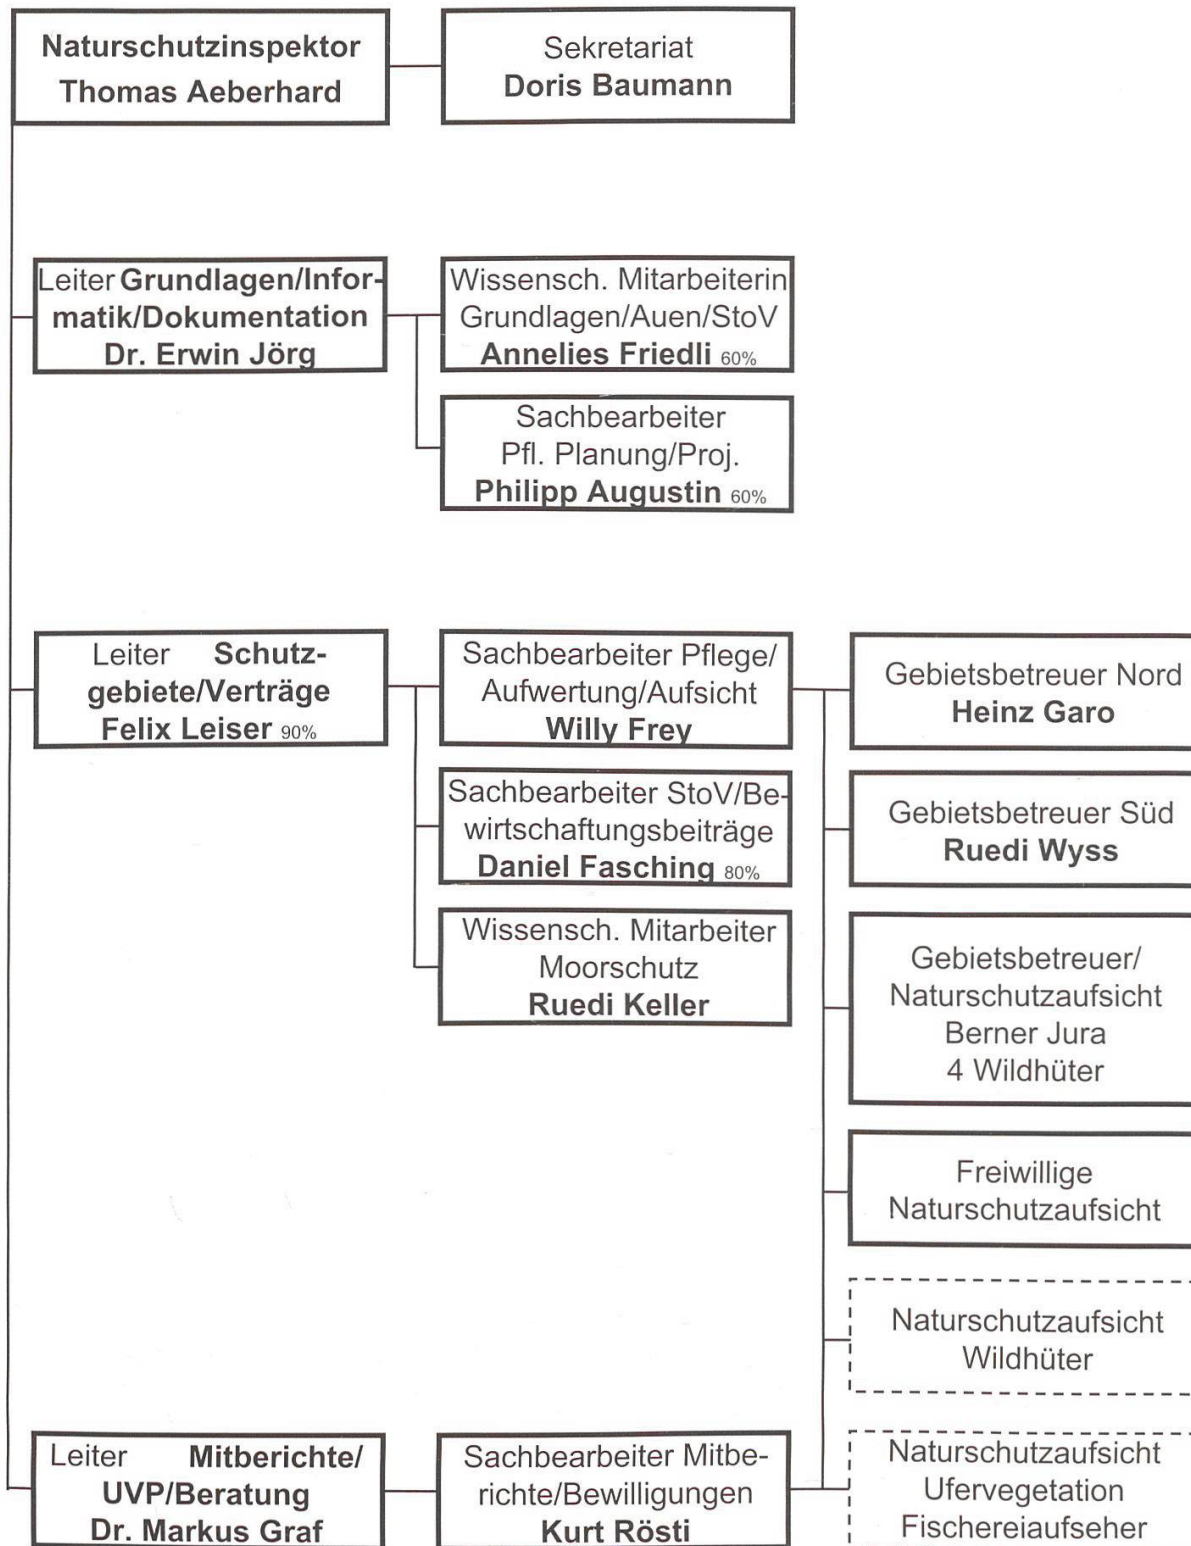 Naturschutzinspektor
Thomas Aeberhard
Sekretariat
Doris Baumann
Leiter Grundlagen/Infor-
matik/Dokumentation
Dr. Erwin Jörg
Wissensch. Mitarbeiterin
Grundlagen/Auen/StoV
Annelies Friedli 60%
Sachbearbeiter
Pfl. Planung/Proj.
Philipp Augustin 60%
Leiter Schutz-
gebiete/Verträge
Felix Leiser 90%
Sachbearbeiter Pflege/
Aufwertung/Aufsicht
Willy Frey
Gebietsbetreuer Nord
Heinz Garo
Sachbearbeiter StoV/Be-
wirtschaftungsbeiträge
Daniel Fasching 80%
Gebietsbetreuer Süd
Ruedi Wyss
Wissensch. Mitarbeiter
Moorschutz
Ruedi Keller
Gebietsbetreuer/
Naturschutzaufsicht
Berner Jura
4 Wildhüter
Freiwillige
Naturschutzaufsicht
Naturschutzaufsicht
Wildhüter
Leiter Mitberichte/
UVP/Beratung
Dr. Markus Graf
Sachbearbeiter Mitbe-
richte/Bewilligungen
Kurt Rösti
Naturschutzaufsicht
Ufervegetation
Fischereiaufseher